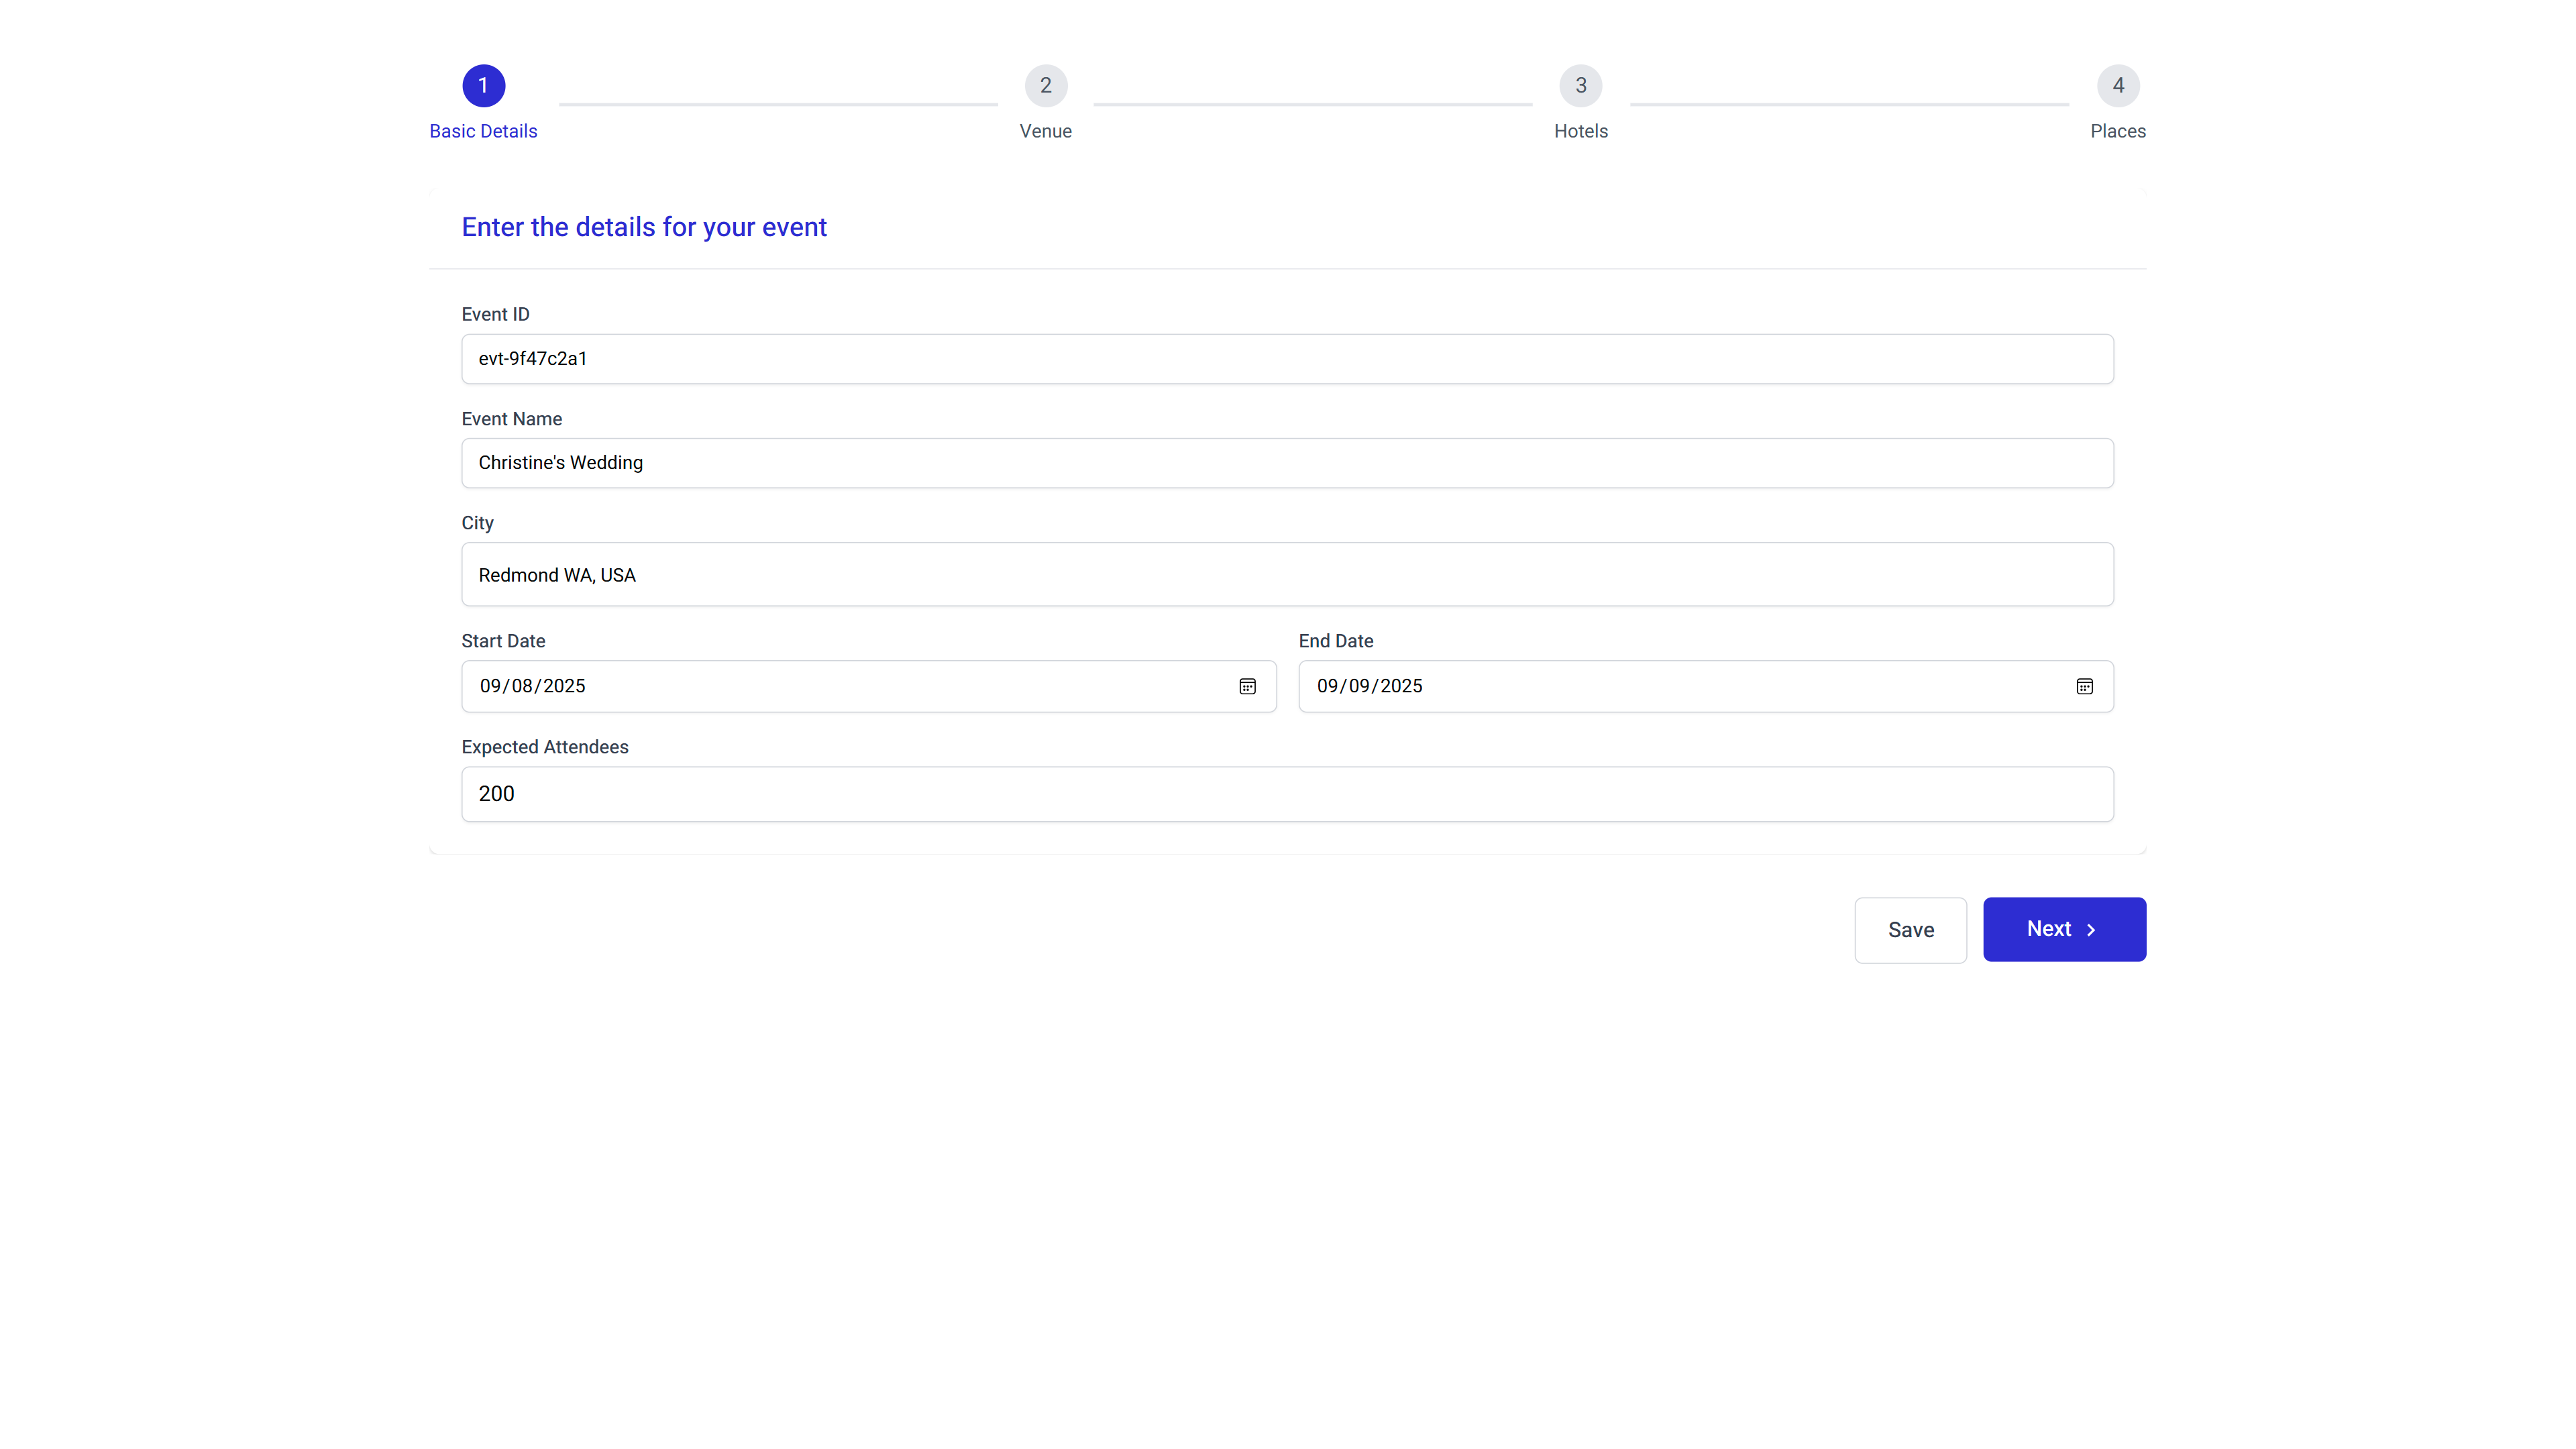 1
2
3
4
Basic Details
Venue
Hotels
Places
Enter the details for your event
Event ID
evt-9f47c2a1
Event Name
Christine's Wedding
City
Redmond WA, USA
Start Date
End Date
09/08/2025
09/09/2025
Expected Attendees
200
Save
Next